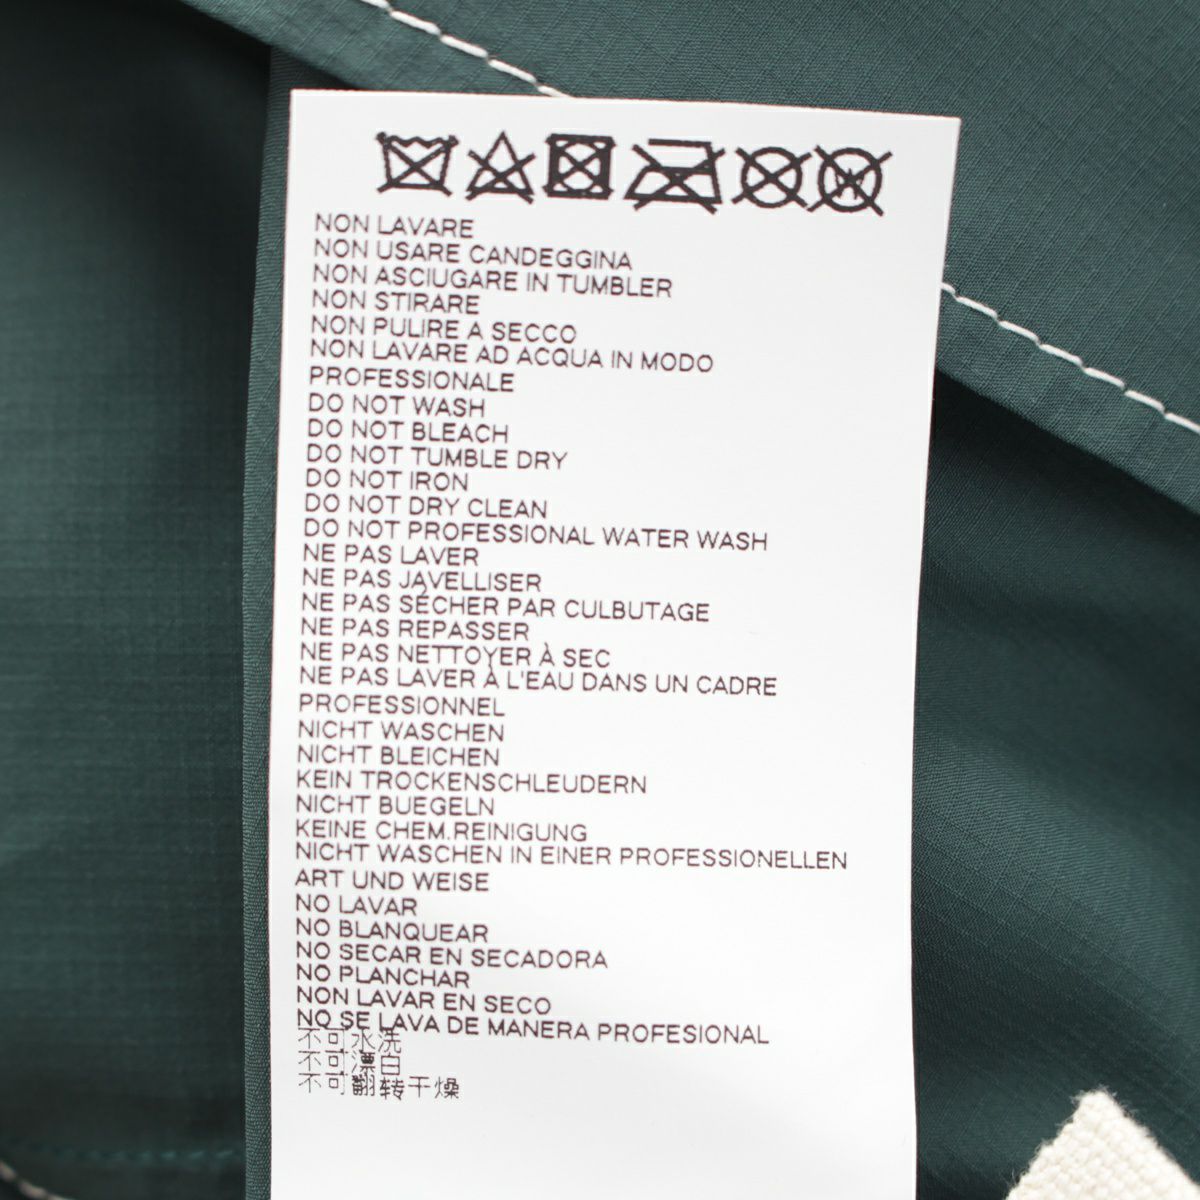 NON LAVARE
NON USARE CANDEGGINA
NON ASCIUGARE IN TUMBLER
NON STIRARE
NON PULIRE A SECCO
NON LAVARE AD ACQUA IN MODO
PROFESSIONALE
DO NOT WASH
DO NOT BLEACH
DO NOT TUMBLE DRY
DO NOT IRON
DO NOT DRY CLEAN
DO NOT PROFESSIONAL WATER WASH
NE PAS LAVER
NE PAS JAVELLISER
NE PAS SÉCHER PAR CULBUTAGE
NE PAS REPASSER
NE PAS NETTOYER À SEC
NE PAS LAVER À L'EAU DANS UN CADRE
PROFESSIONNEL
NICHT WASCHEN
NICHT BLEICHEN
KEIN TROCKENSCHLEUDERN
NICHT BUEGELN
KEINE CHEM.REINIGUNG
NICHT WASCHEN IN EINER PROFESSIONELLEN
ART UND WEISE
NO LAVAR
NO BLANQUEAR
NO SECAR EN SECADORA
NO PLANCHAR
NON LAVAR EN SECO
NO SE LAVA DE MANERA PROFESIONAL
不可水洗
不可漂白
不可翻转干燥